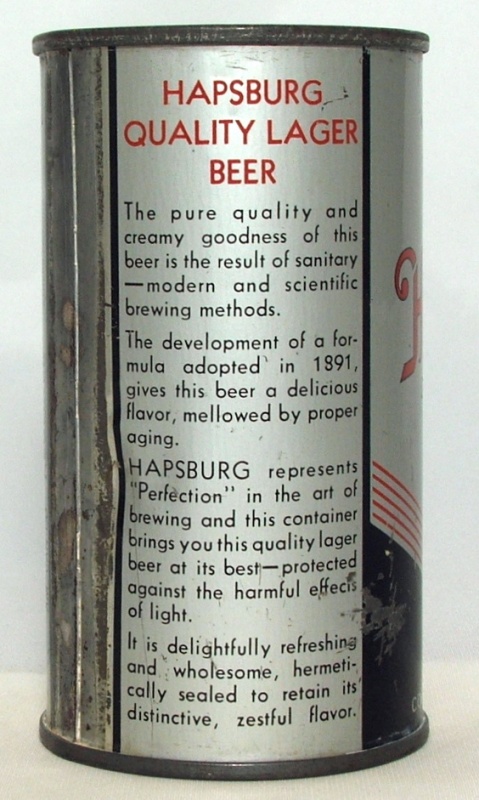 HAPSBURG
QUALITY LAGER
BEER
The pure quality and
creamy goodness of this
beer is the result of sanitary
—modern and scientific
brewing methods.
The development of a for-
mula adopted in 1891,
gives this beer a delicious
flavor, mellowed by proper
aging.
HAPSBURG represents
"Perfection" in the art of
brewing and this container
brings you this quality lager
beer at its best—protected
against the harmful effects
of light.
It is delightfully refreshing
and wholesome, hermeti-
cally sealed to retain its
distinctive, zestful flavor.